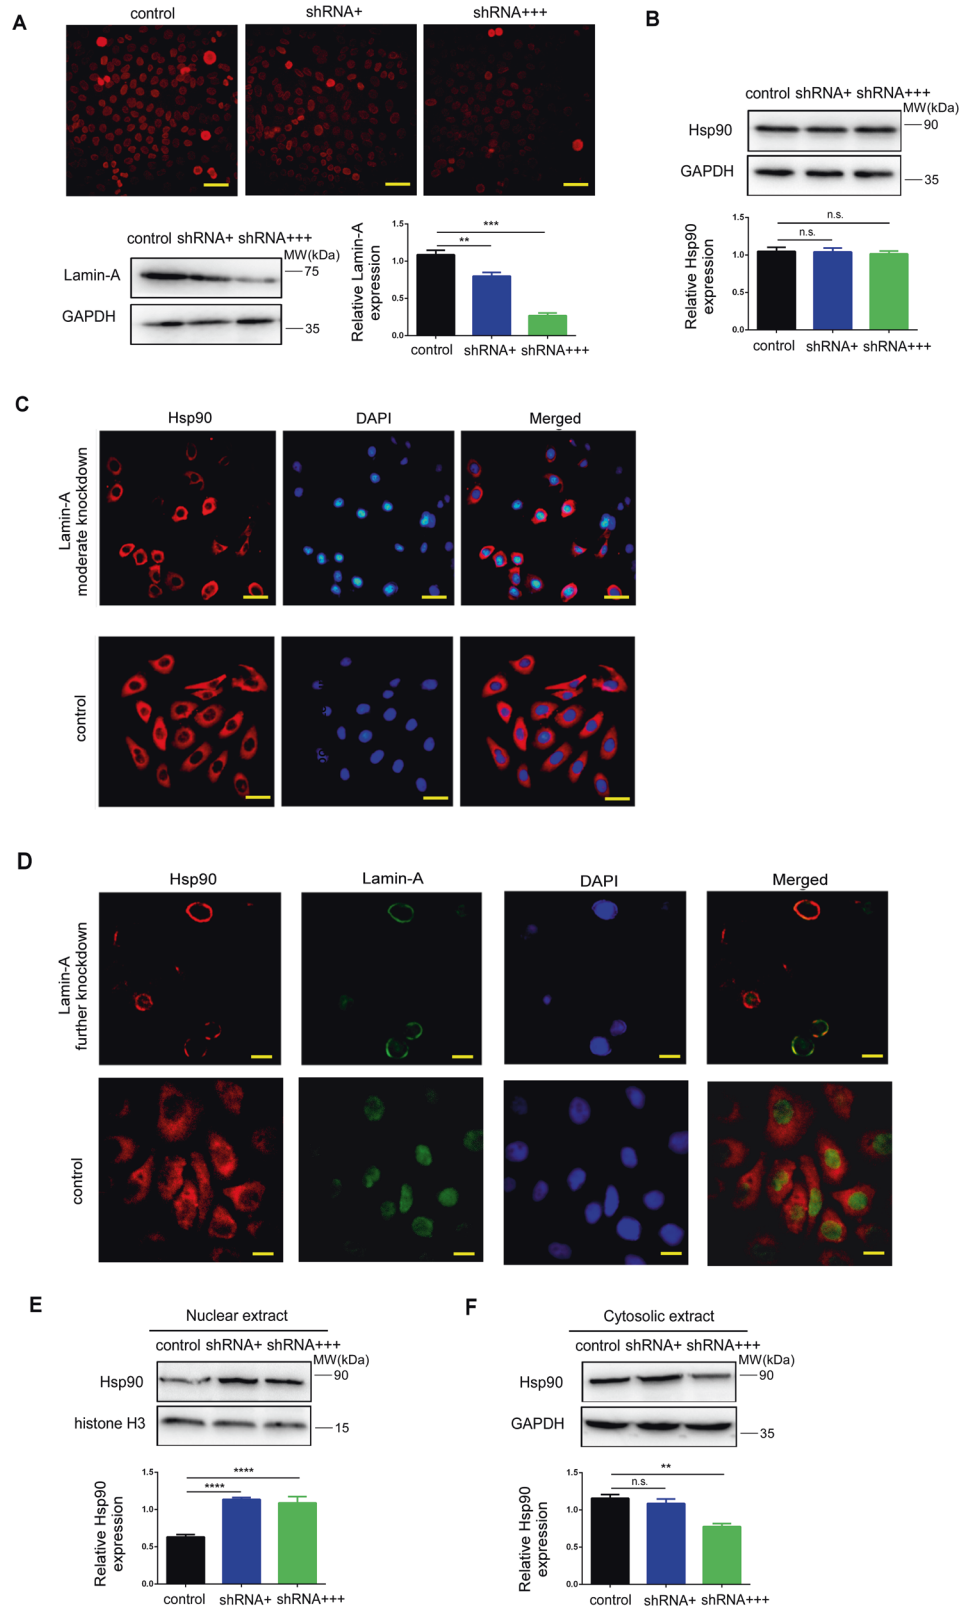 A
control
shRNA+
shRNA+++
control shRNA+ shRNA+++
MW(kDa)
Lamin-A
75
GAPDH
35
Relative Lamin-A
expression
1.5
1.0
0.5
0.0
***
**
control
shRNA+
shRNA+++
B
control shRNA+ shRNA+++
MW(kDa)
Hsp90
90
GAPDH
35
Relative Hsp90
expression
1.5
1.0
0.5
0.0
n.s.
n.s.
control
shRNA+
shRNA+++
C
Hsp90
DAPI
Merged
Lamin-A
moderate knockdown
control
D
Hsp90
Lamin-A
DAPI
Merged
Lamin-A
further knockdown
control
E
Nuclear extract
control shRNA+ shRNA+++
MW(kDa)
Hsp90
90
histone H3
15
Relative Hsp90
expression
1.5
1.0
0.5
0.0
****
****
control
shRNA+
shRNA+++
F
Cytosolic extract
control shRNA+ shRNA+++
MW(kDa)
Hsp90
90
GAPDH
35
Relative Hsp90
expression
1.5
1.0
0.5
0.0
**
n.s.
control
shRNA+
shRNA+++